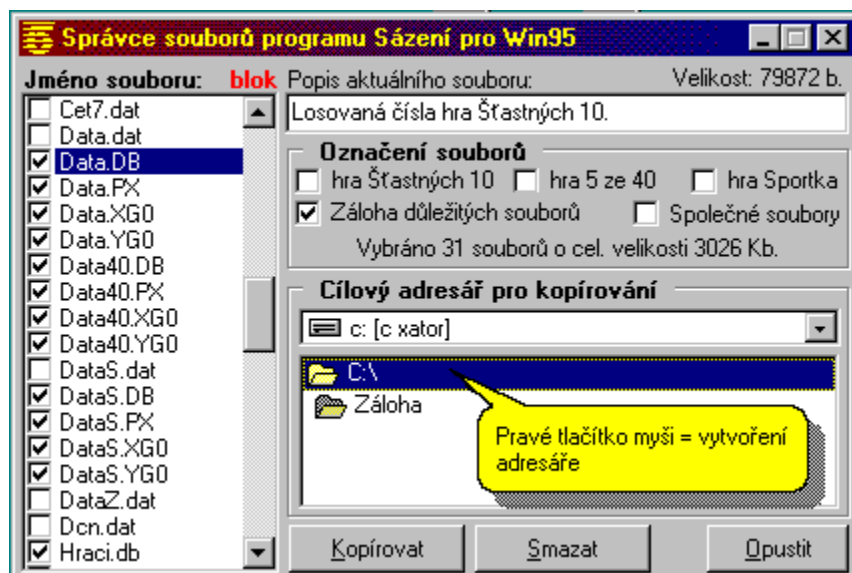 Správce souborů programu Sázení pro Win95
Jméno souboru: blok
Cet7.dat
Data.dat
Data.DB
Data.PX
Data.XG0
Data.YG0
Data40.DB
Data40.PX
Data40.XG0
Data40.YG0
DataS.dat
DataS.DB
DataS.PX
DataS.XG0
DataS.YG0
DataZ.dat
Dcn.dat
Hraci.db
Popis aktuálního souboru: Velikost: 79872 b.
Losovaná čísla hra Šťastných 10.
Označení souborů
hra Šťastných 10 hra 5 ze 40 hra Sportka
Záloha důležitých souborů Společné soubory
Vybráno 31 souborů o cel. velikosti 3026 Kb.
Cílový adresář pro kopírování
c: [c xator]
C:\
Záloha
Pravé tlačítko myši = vytvoření
adresáře
Kopírovat Smazat Opustit